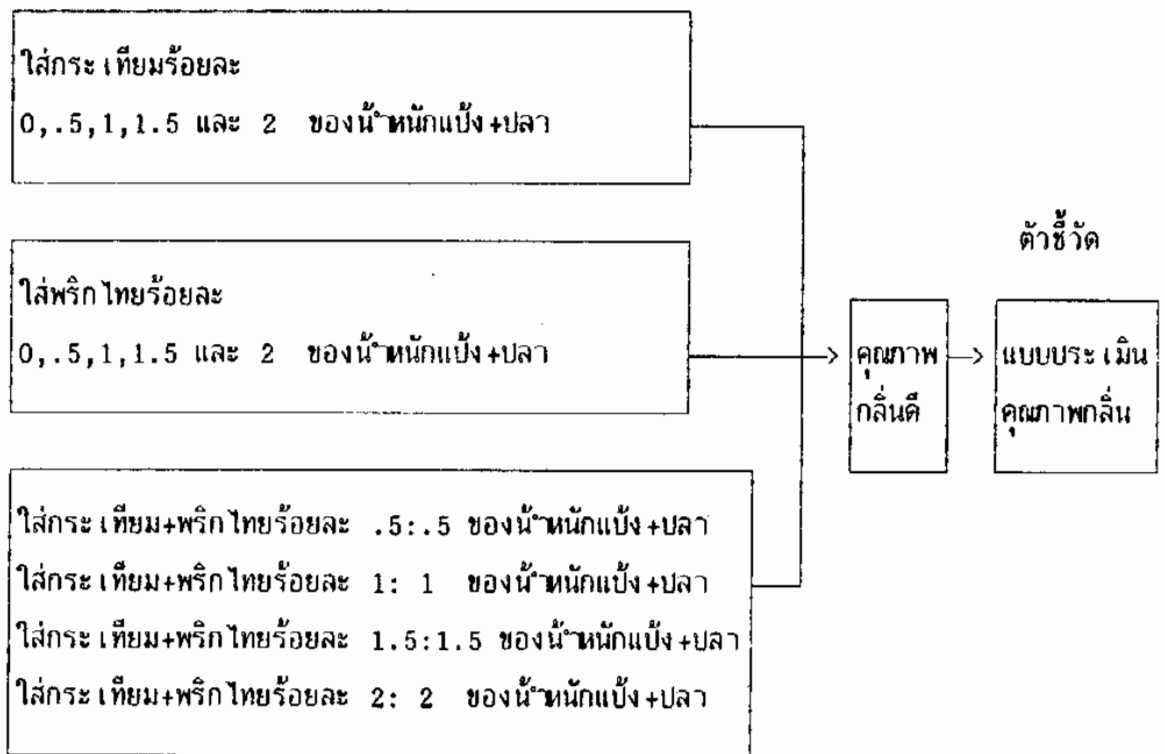 ใส่กระเทียมร้อยละ
0,.5,1,1.5 และ 2 ของน้ำหนักแป้ง+ปลา
ใส่พริกไทยร้อยละ
0,.5,1,1.5 และ 2 ของน้ำหนักแป้ง+ปลา
ใส่กระเทียม+พริกไทยร้อยละ .5:.5 ของน้ำหนักแป้ง+ปลา
ใส่กระเทียม+พริกไทยร้อยละ 1: 1 ของน้ำหนักแป้ง+ปลา
ใส่กระเทียม+พริกไทยร้อยละ 1.5:1.5 ของน้ำหนักแป้ง+ปลา
ใส่กระเทียม+พริกไทยร้อยละ 2: 2 ของน้ำหนักแป้ง+ปลา
คุณภาพ
กลิ่นดี
ตัวชี้วัด
แบบประเมิน
คุณภาพกลิ่น